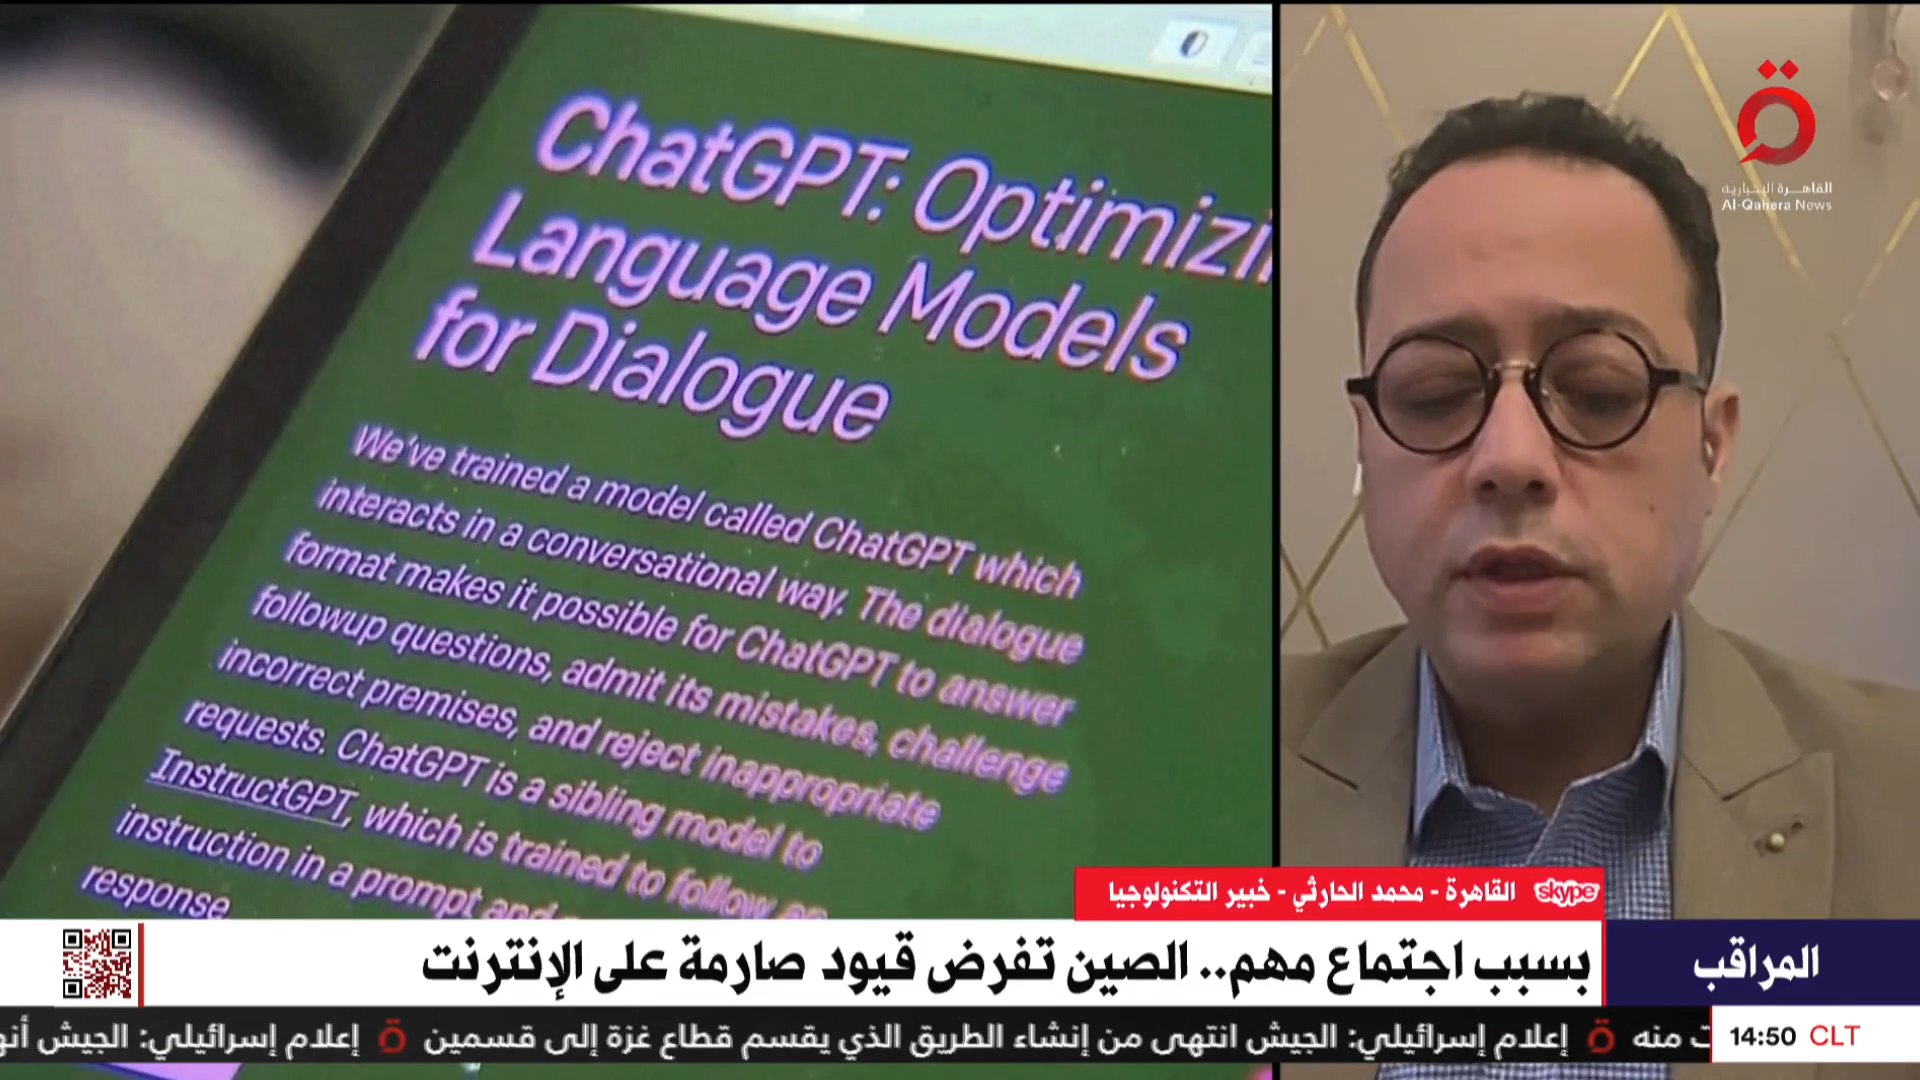 ChatGPT: Optimizi
Language Models
for Dialogue
We've trained a model called ChatGPT which
interacts in a conversational way. The dialogue
format makes it possible for ChatGPT to answer
followup questions, admit its mistakes, challenge
incorrect premises, and reject inappropriate
requests. ChatGPT is a sibling model to
InstructGPT, which is trained to follow an
instruction in a prompt and
response.
القاهرة الإخبارية
Al-Qahera News
skype القاهرة - محمد الحارثي - خبير التكنولوجيا
المراقب
بسبب اجتماع مهم.. الصين تفرض قيود صارمة على الإنترنت
ت منه إعلام إسرائيلي: الجيش انتهى من إنشاء الطريق الذي يقسم قطاع غزة إلى قسمين إعلام إسرائيلي: الجيش أنه
14:50 CLT